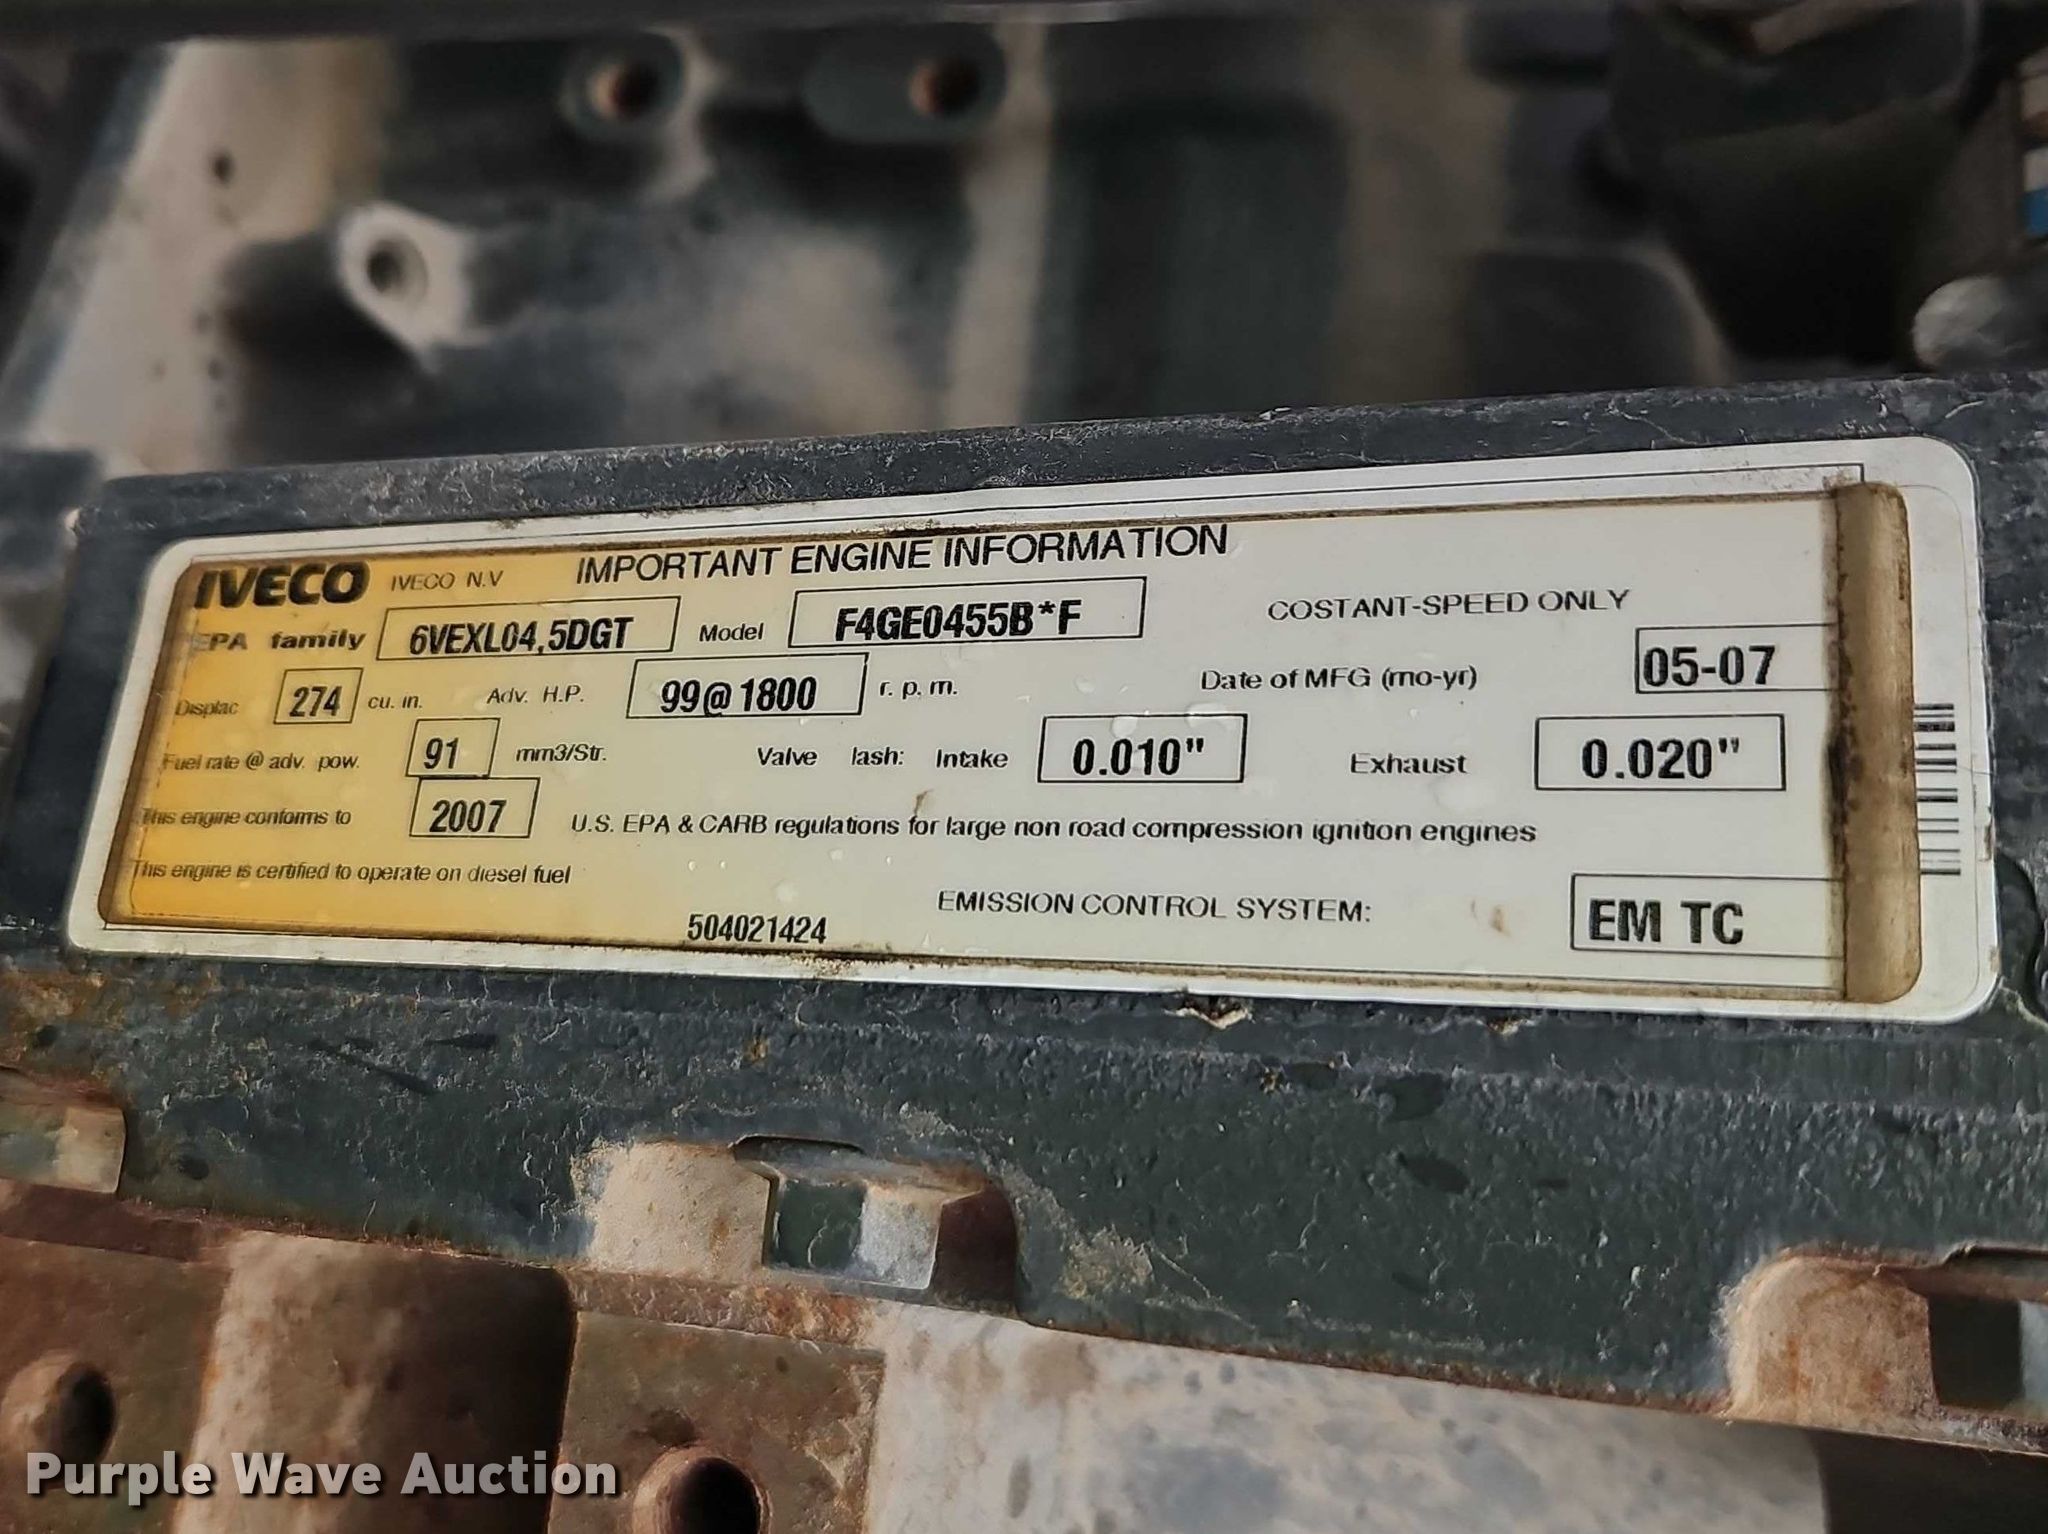 IVECO IVECO N.V IMPORTANT ENGINE INFORMATION
EPA family 6VEXL04,5DGT Model F4GE0455B*F COSTANT-SPEED ONLY
Displac 274 cu. in. Adv. H.P. 99@1800 r. p. m. Date of MFG (mo-yr) 05-07
Fuel rate @ adv. pow. 91 mm3/Str. Valve lash: Intake 0.010" Exhaust 0.020"
This engine conforms to 2007 U.S. EPA & CARB regulations for large non road compression ignition engines
This engine is certified to operate on diesel fuel
504021424 EMISSION CONTROL SYSTEM: EM TC
Purple Wave Auction